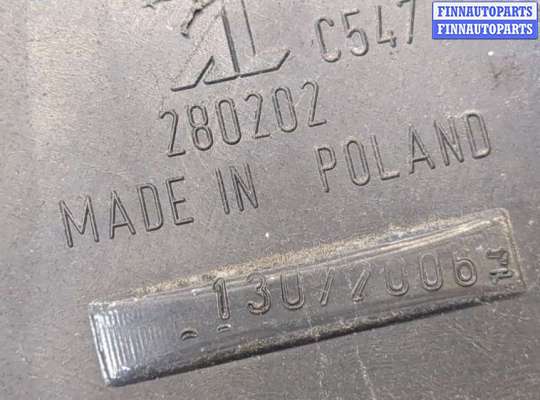 FINNAUTOPARTS
FINNAUTOPARTS
C547
280202
MADE IN POLAND
130/2006